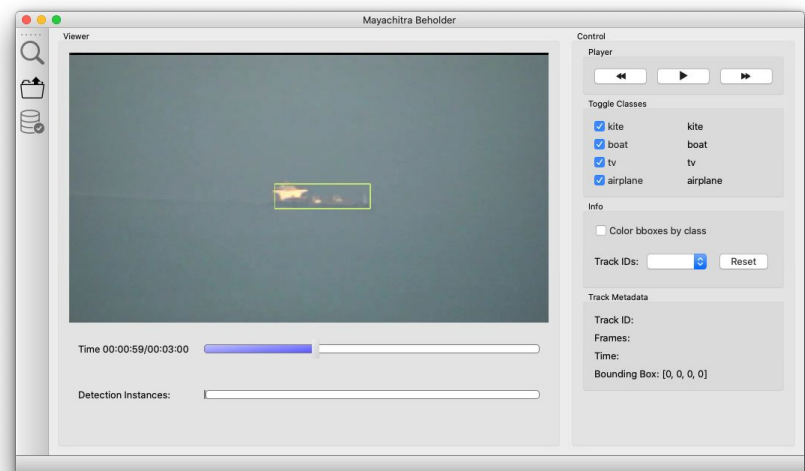 Mayachitra Beholder
Viewer
Time 00:00:59/00:03:00
Detection Instances:
Control
Player
Toggle Classes
kite kite
boat boat
tv tv
airplane airplane
Info
Color bboxes by class
Track IDs: Reset
Track Metadata
Track ID:
Frames:
Time:
Bounding Box: [0, 0, 0, 0]